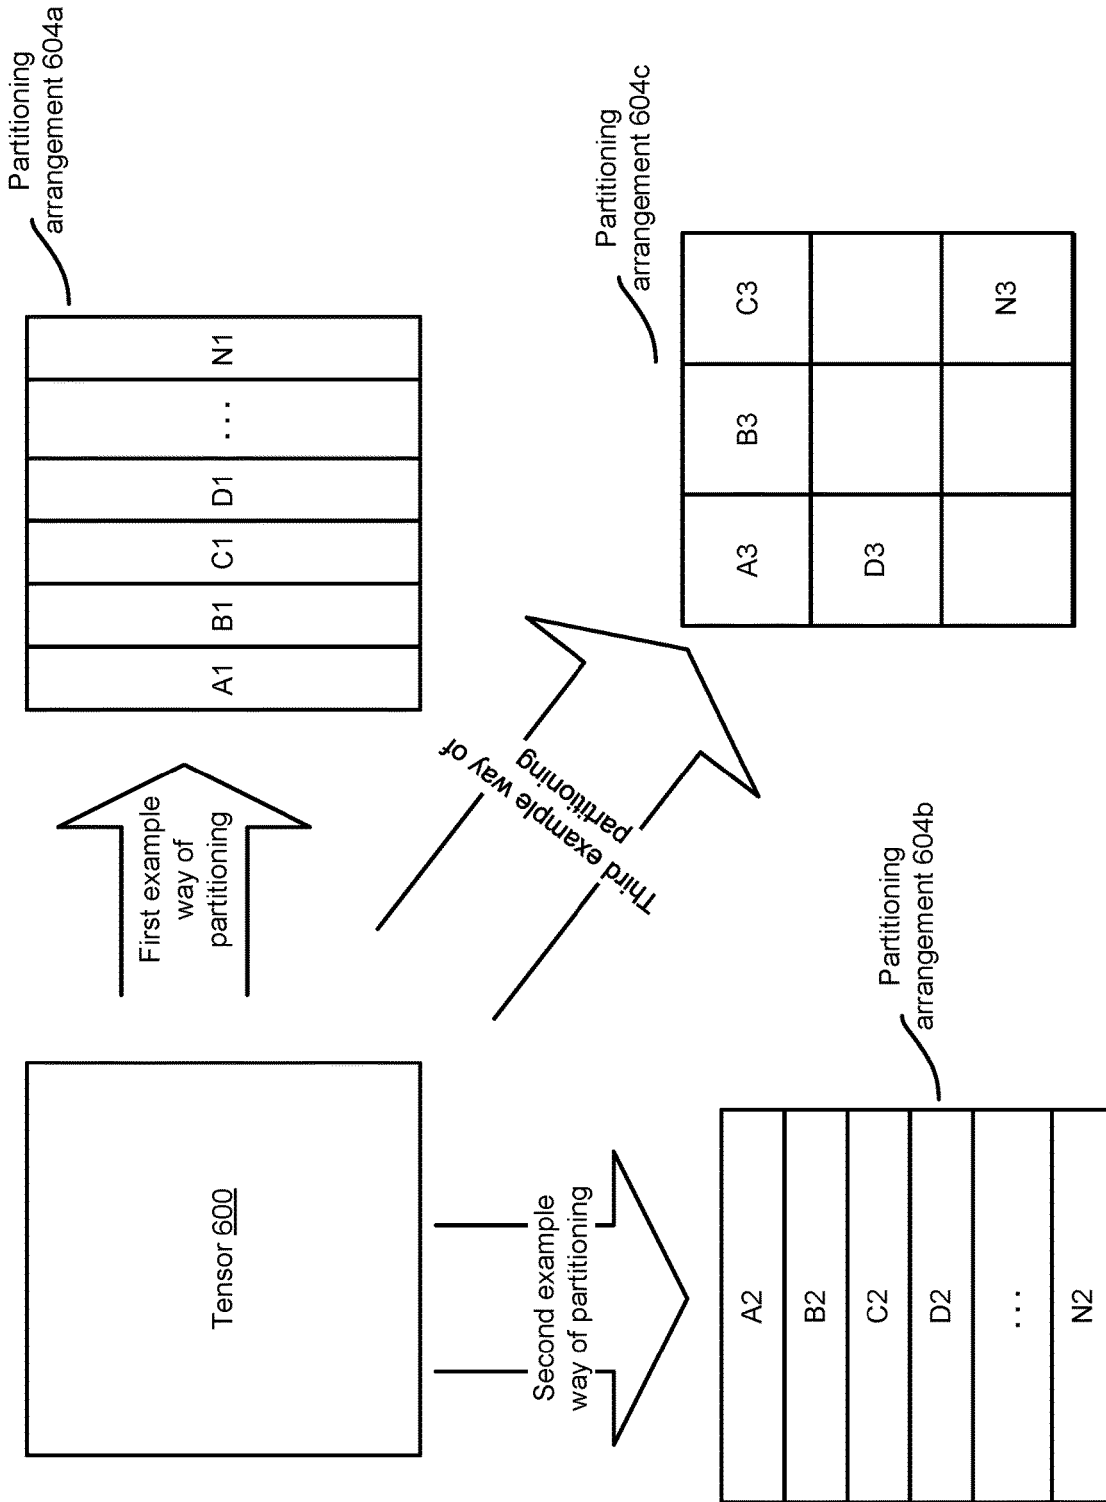 Partitioning
arrangement 604a
Tensor 600
First example
way of
partitioning
A1 B1 C1 D1 ... N1
Third example way of
partitioning
Second example
way of partitioning
Partitioning
arrangement 604c
Partitioning
arrangement 604b
A2
B2
C2
D2
...
N2
A3 B3 C3
D3
N3